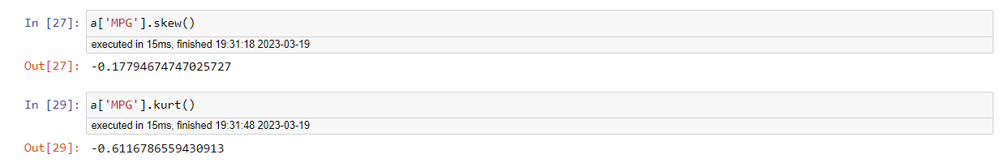 In [27]: a['MPG'].skew()
executed in 15ms, finished 19:31:18 2023-03-19
Out[27]: -0.17794674747025727
In [29]: a['MPG'].kurt()
executed in 15ms, finished 19:31:48 2023-03-19
Out[29]: -0.6116786559430913